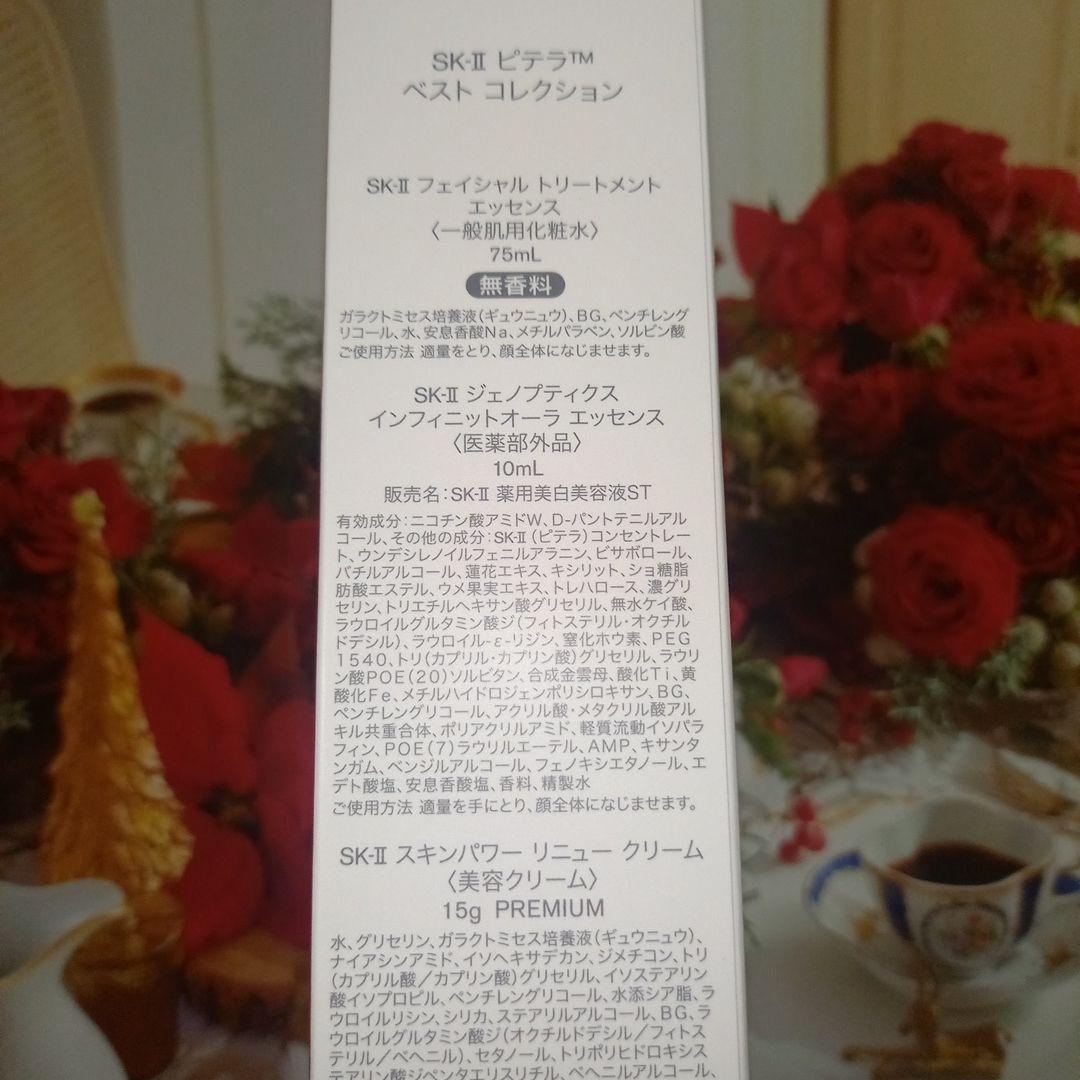 SK-Ⅱ ピテラ™
ベスト コレクション
SK-Ⅱ フェイシャル トリートメント
エッセンス
〈一般肌用化粧水〉
75mL
無香料
ガラクトミセス培養液(ギュウニュウ)、BG、ペンチレング
リコール、水、安息香酸Na、メチルパラベン、ソルビン酸
ご使用方法 適量をとり、顔全体になじませます。
SK-Ⅱ ジェノプティクス
インフィニットオーラ エッセンス
〈医薬部外品〉
10mL
販売名:SK-Ⅱ 薬用美白美容液ST
有効成分:ニコチン酸アミドW、D-パントテニルアル
コール、その他の成分:SK-Ⅱ(ピテラ)コンセントレー
ト、ウンデシレノイルフェニルアラニン、ビサボロール、
バチルアルコール、蓮花エキス、キシリット、ショ糖脂
肪酸エステル、ウメ果実エキス、トレハロース、濃グリ
セリン、トリエチルヘキサン酸グリセリル、無水ケイ酸、
ラウロイルグルタミン酸ジ(フィトステリル・オクチル
ドデシル)、ラウロイル-ε-リジン、窒化ホウ素、PEG
1540、トリ(カプリル・カプリン酸)グリセリル、ラウリ
ン酸POE(20)ソルビタン、合成金雲母、酸化Ti、黄
酸化Fe、メチルハイドロジェンポリシロキサン、BG、
ペンチレングリコール、アクリル酸・メタクリル酸アル
キル共重合体、ポリアクリルアミド、軽質流動イソパラ
フィン、POE(7)ラウリルエーテル、AMP、キサンタ
ンガム、ベンジルアルコール、フェノキシエタノール、エ
デト酸塩、安息香酸塩、香料、精製水
ご使用方法 適量を手にとり、顔全体になじませます。
SK-Ⅱ スキンパワー リニュー クリーム
〈美容クリーム〉
15g PREMIUM
水、グリセリン、ガラクトミセス培養液(ギュウニュウ)、
ナイアシンアミド、イソヘキサデカン、ジメチコン、トリ
(カプリル酸/カプリン酸)グリセリル、イソステアリン
酸イソプロピル、ペンチレングリコール、水添シア脂、ラ
ウロイルリシン、シリカ、ステアリルアルコール、BG、ラ
ウロイルグルタミン酸ジ(オクチルドデシル/フィトス
テリル/ベヘニル)、セタノール、トリポリヒドロキシス
テアリン酸ジペンタエリスリチル、ベヘニルアルコール、